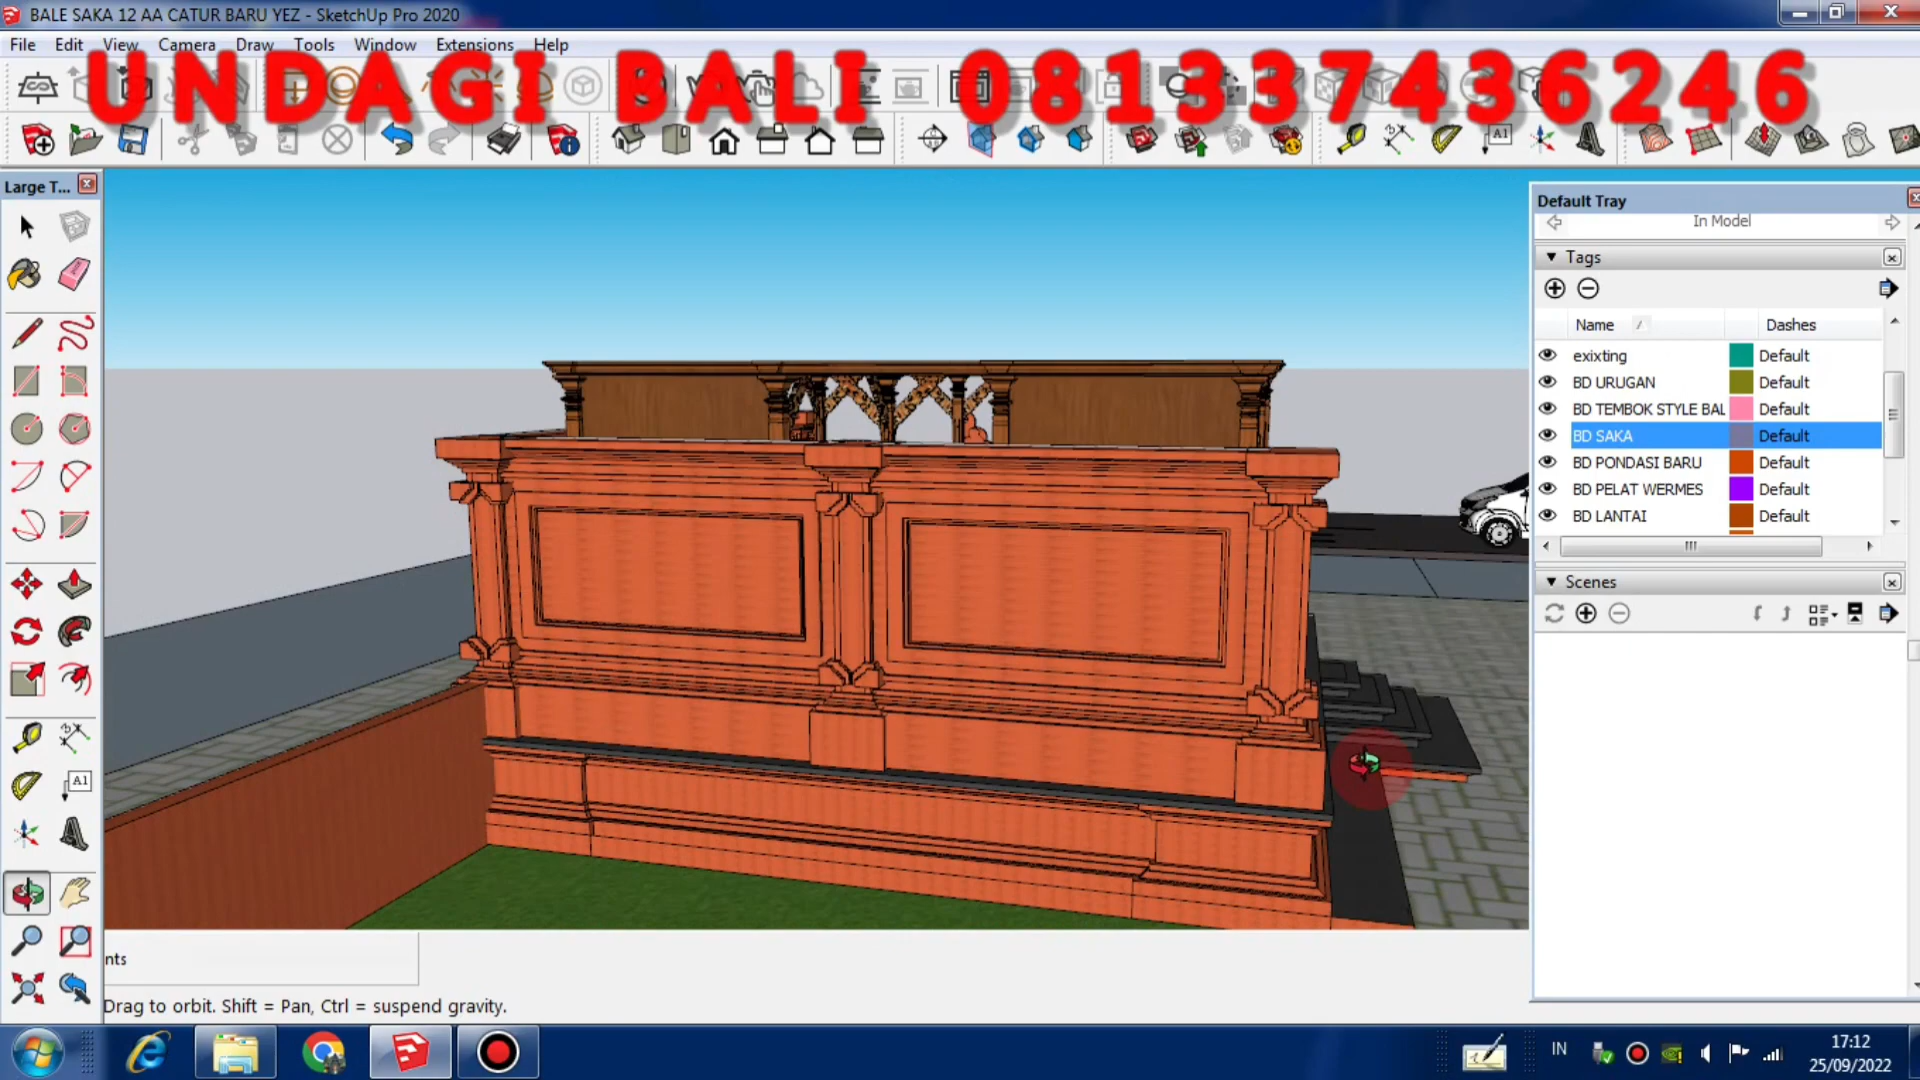 BALE SAKA 12 AA CATUR BARU YEZ - SketchUp Pro 2020
File Edit View Camera Draw Tools Window Extensions Help
UNDAGI BALI 081337436246
Large T...
Default Tray
In Model
Tags
Name Dashes
exixting Default
BD URUGAN Default
BD TEMBOK STYLE BAL Default
BD SAKA Default
BD PONDASI BARU Default
BD PELAT WERMES Default
BD LANTAI Default
Scenes
A1
A1
nts
Drag to orbit. Shift = Pan, Ctrl = suspend gravity.
IN
17:12
25/09/2022